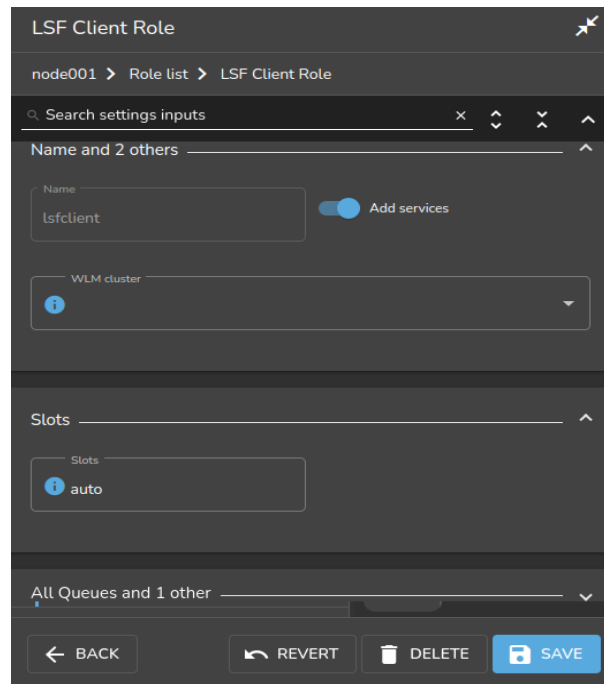 LSF Client Role
node001 > Role list > LSF Client Role
Search settings inputs
Name and 2 others
Name
lsfclient
Add services
WLM cluster
Slots
Slots
auto
All Queues and 1 other
BACK REVERT DELETE SAVE